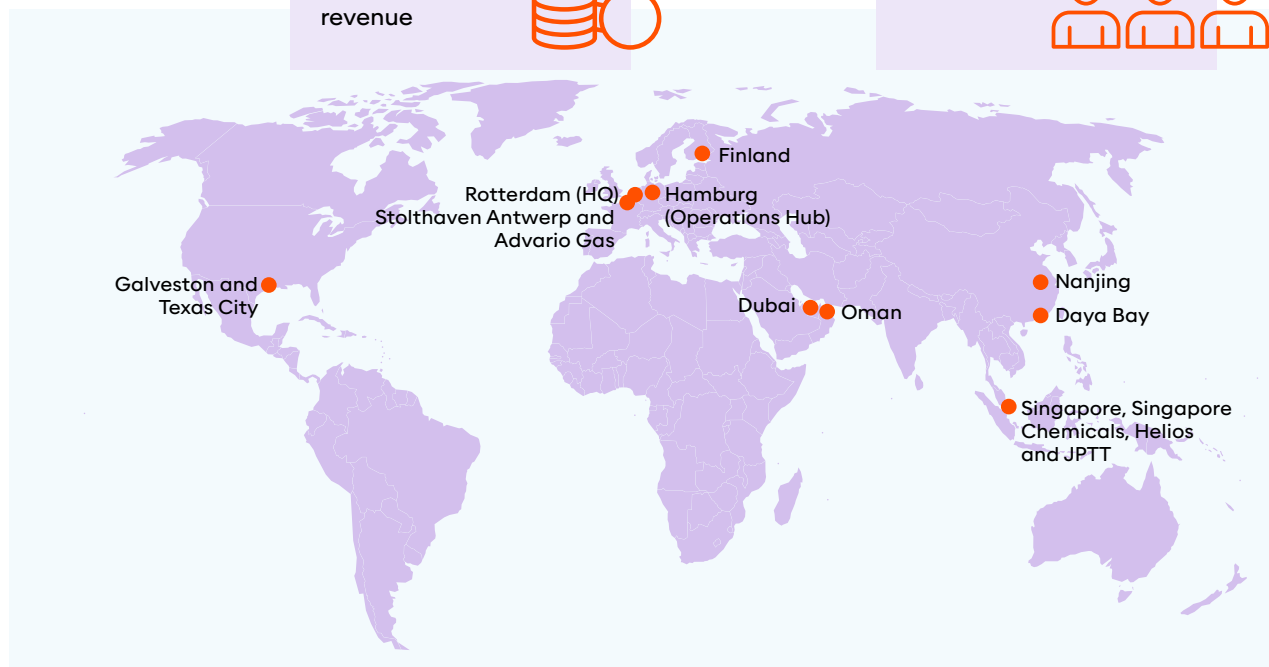 revenue
Finland
Rotterdam (HQ)
Stolthaven Antwerp and
Advario Gas
Hamburg
(Operations Hub)
Galveston and
Texas City
Dubai
Oman
Nanjing
Daya Bay
Singapore, Singapore
Chemicals, Helios
and JPTT